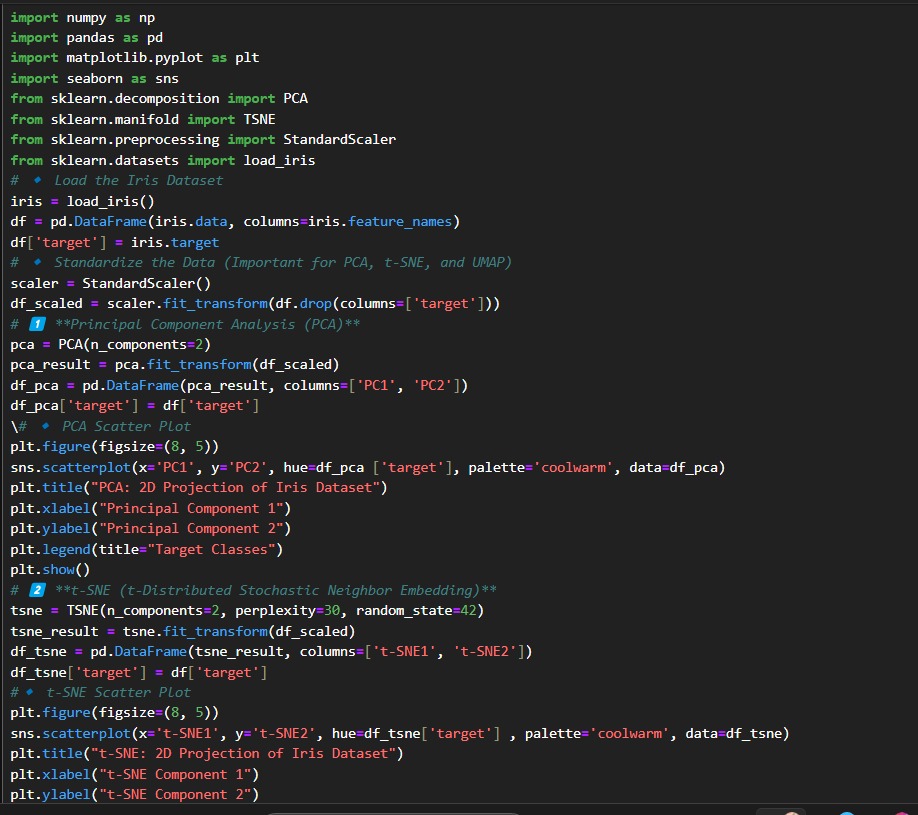 import numpy as np
import pandas as pd
import matplotlib.pyplot as plt
import seaborn as sns
from sklearn.decomposition import PCA
from sklearn.manifold import TSNE
from sklearn.preprocessing import StandardScaler
from sklearn.datasets import load_iris
# 🔹 Load the Iris Dataset
iris = load_iris()
df = pd.DataFrame(iris.data, columns=iris.feature_names)
df['target'] = iris.target
# 🔹 Standardize the Data (Important for PCA, t-SNE, and UMAP)
scaler = StandardScaler()
df_scaled = scaler.fit_transform(df.drop(columns=['target']))
# 1️⃣ **Principal Component Analysis (PCA)**
pca = PCA(n_components=2)
pca_result = pca.fit_transform(df_scaled)
df_pca = pd.DataFrame(pca_result, columns=['PC1', 'PC2'])
df_pca['target'] = df['target']
\# 🔹 PCA Scatter Plot
plt.figure(figsize=(8, 5))
sns.scatterplot(x='PC1', y='PC2', hue=df_pca ['target'], palette='coolwarm', data=df_pca)
plt.title("PCA: 2D Projection of Iris Dataset")
plt.xlabel("Principal Component 1")
plt.ylabel("Principal Component 2")
plt.legend(title="Target Classes")
plt.show()
# 2️⃣ **t-SNE (t-Distributed Stochastic Neighbor Embedding)**
tsne = TSNE(n_components=2, perplexity=30, random_state=42)
tsne_result = tsne.fit_transform(df_scaled)
df_tsne = pd.DataFrame(tsne_result, columns=['t-SNE1', 't-SNE2'])
df_tsne['target'] = df['target']
# 🔹 t-SNE Scatter Plot
plt.figure(figsize=(8, 5))
sns.scatterplot(x='t-SNE1', y='t-SNE2', hue=df_tsne['target'] , palette='coolwarm', data=df_tsne)
plt.title("t-SNE: 2D Projection of Iris Dataset")
plt.xlabel("t-SNE Component 1")
plt.ylabel("t-SNE Component 2")